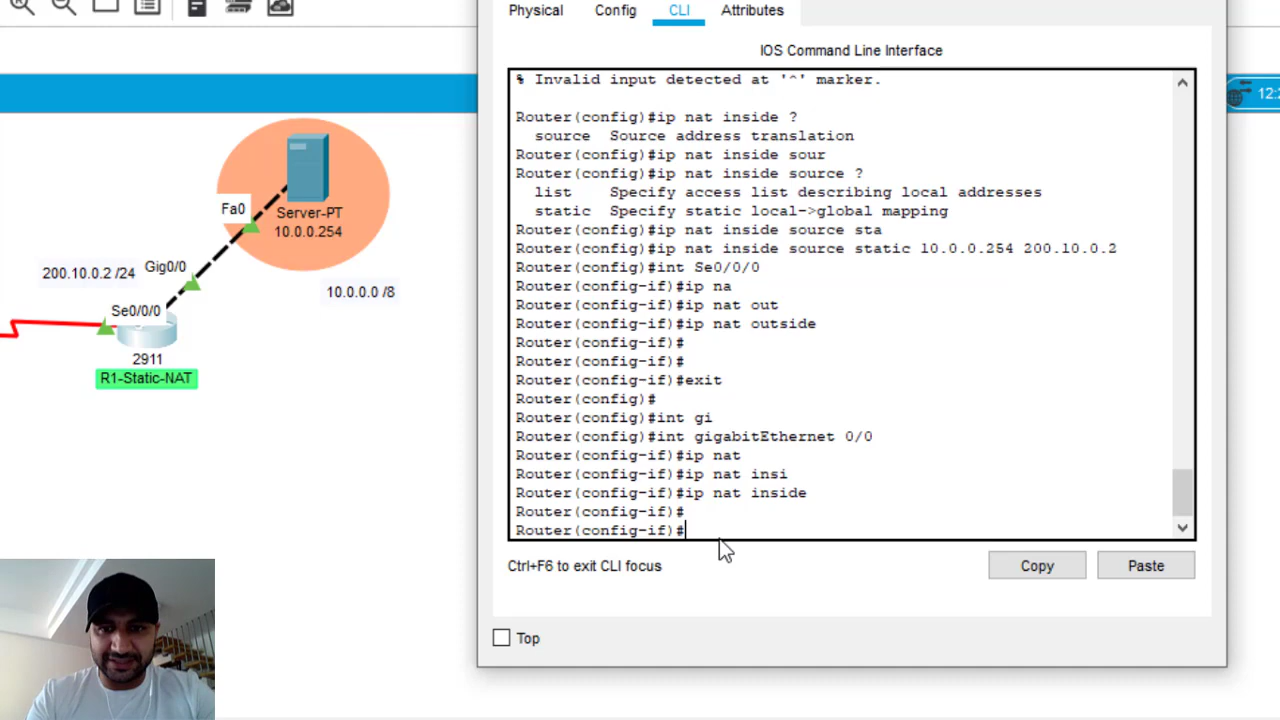 Physical Config CLI Attributes
IOS Command Line Interface
% Invalid input detected at '^' marker.
Router(config)#ip nat inside ?
source Source address translation
Router(config)#ip nat inside sour
Router(config)#ip nat inside source ?
list Specify access list describing local addresses
static Specify static local->global mapping
Router(config)#ip nat inside source sta
Router(config)#ip nat inside source static 10.0.0.254 200.10.0.2
Router(config)#int Se0/0/0
Router(config-if)#ip na
Router(config-if)#ip nat out
Router(config-if)#ip nat outside
Router(config-if)#
Router(config-if)#
Router(config-if)#exit
Router(config)#
Router(config)#int gi
Router(config)#int gigabitEthernet 0/0
Router(config-if)#ip nat
Router(config-if)#ip nat insi
Router(config-if)#ip nat inside
Router(config-if)#
Router(config-if)#
Ctrl+F6 to exit CLI focus
Copy
Paste
Top
Fa0
Server-PT
10.0.0.254
200.10.0.2 /24
Gig0/0
10.0.0.0 /8
Se0/0/0
2911
R1-Static-NAT